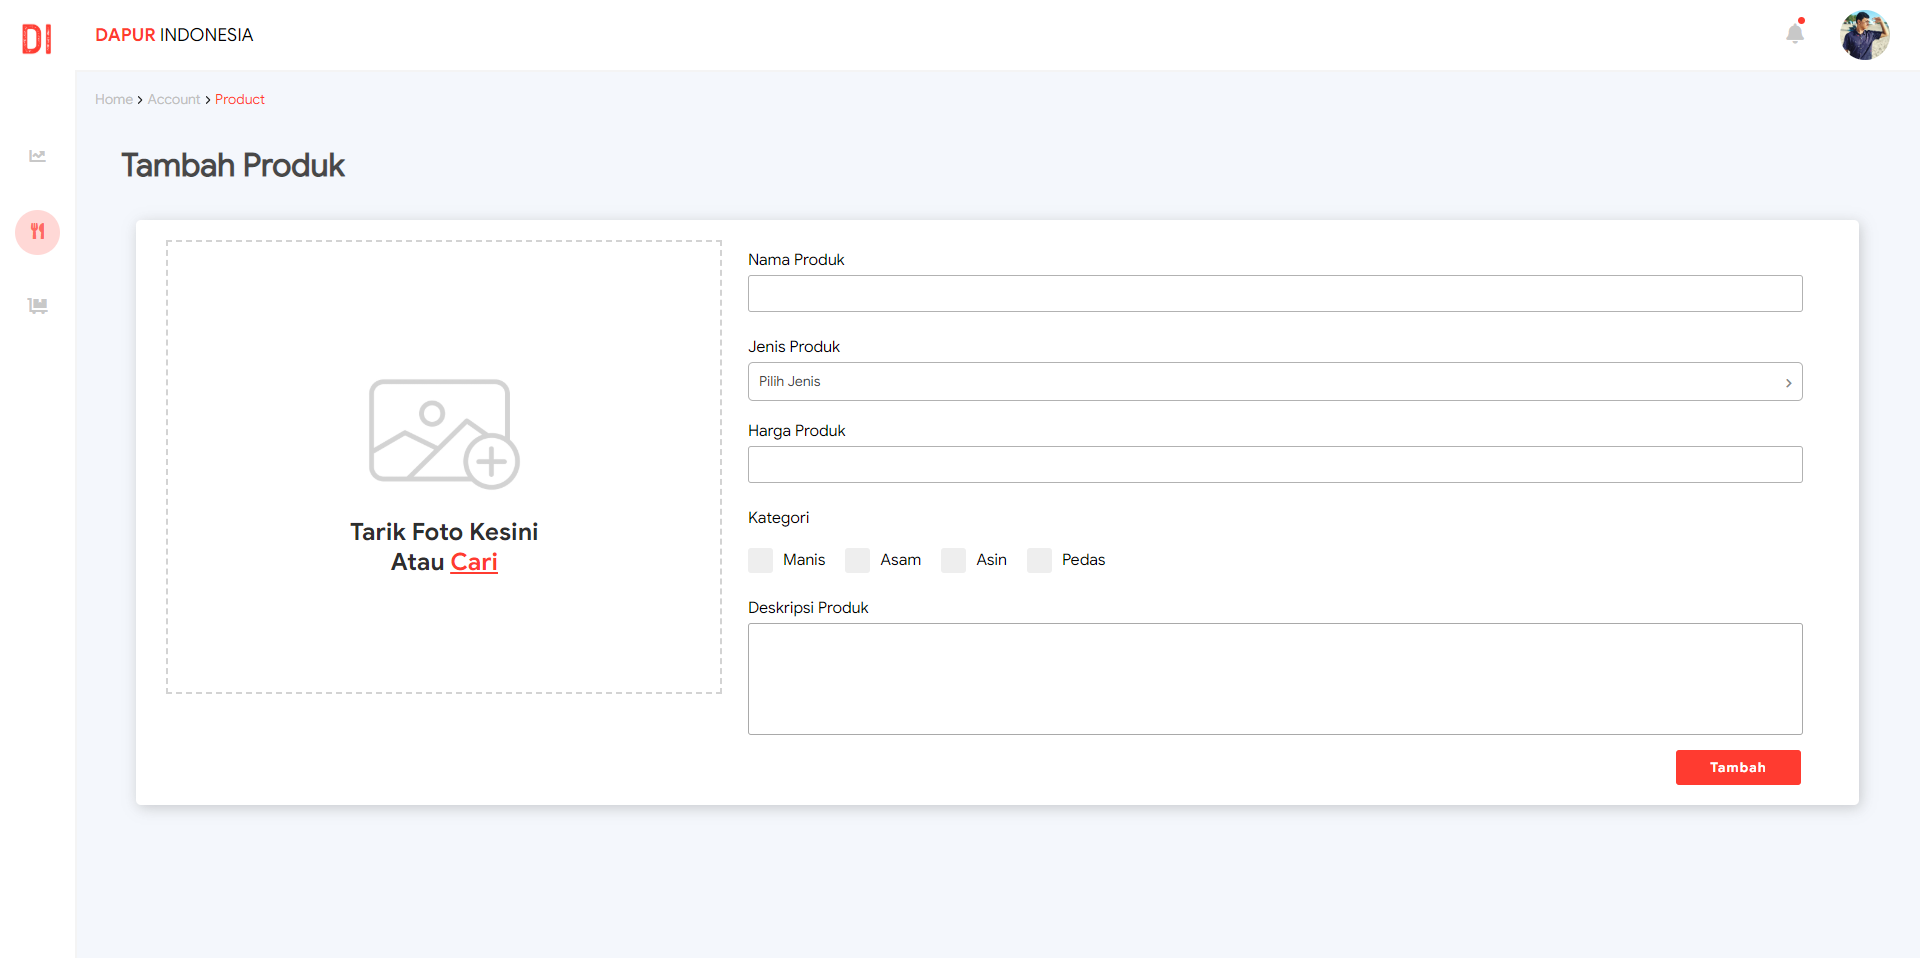 DI
DAPUR INDONESIA
Home > Account > Product
Tambah Produk
Tarik Foto Kesini
Atau Cari
Nama Produk
Jenis Produk
Pilih Jenis
Harga Produk
Kategori
Manis Asam Asin Pedas
Deskripsi Produk
Tambah